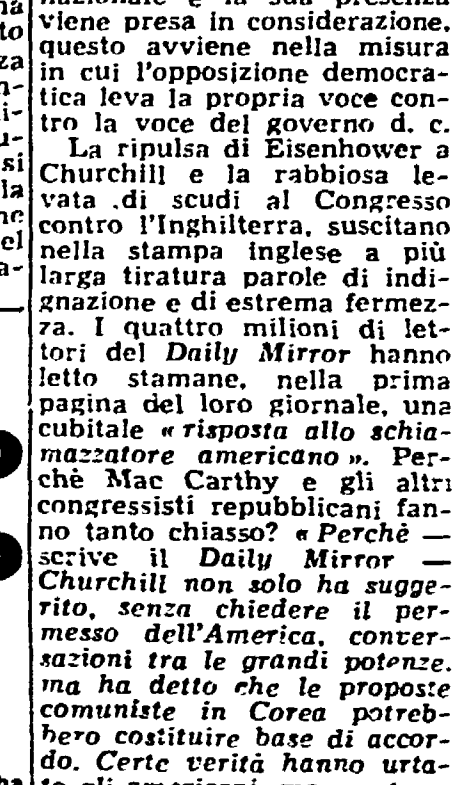 viene presa in considerazione,
questo avviene nella misura
in cui l'opposizione democra-
tica leva la propria voce con-
tro la voce del governo d. c.
La ripulsa di Eisenhower a
Churchill e la rabbiosa le-
vata di scudi al Congresso
contro l'Inghilterra, suscitano
nella stampa inglese a più
larga tiratura parole di indi-
gnazione e di estrema fermez-
za. I quattro milioni di let-
tori del Daily Mirror hanno
letto stamane, nella prima
pagina del loro giornale, una
cubitale « risposta allo schia-
mazzatore americano ». Per-
chè Mac Carthy e gli altri
congressisti repubblicani fan-
no tanto chiasso? « Perchè —
scrive il Daily Mirror —
Churchill non solo ha sugge-
rito, senza chiedere il per-
messo dell'America, conver-
sazioni tra le grandi potenze,
ma ha detto che le proposte
comuniste in Corea potreb-
bero costituire base di accor-
do. Certe verità hanno urta-